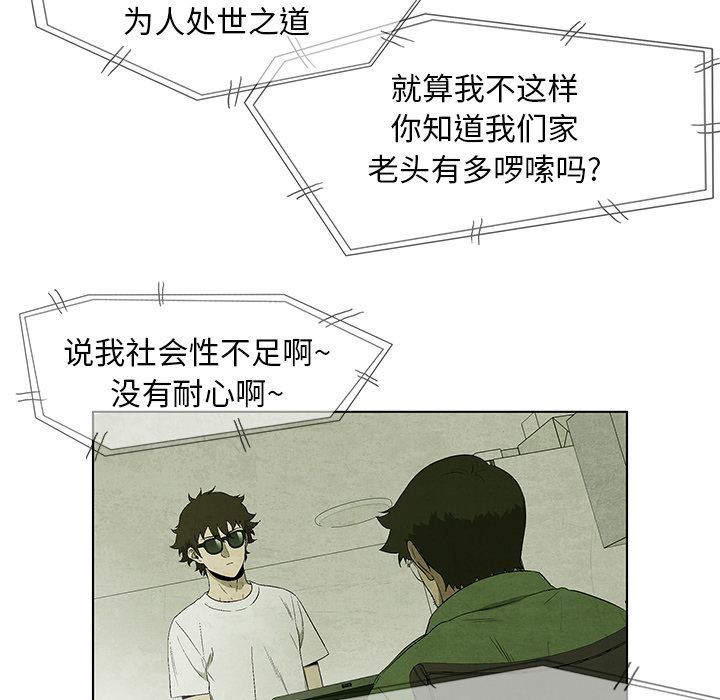 为人处世之道
就算我不这样
你知道我们家
老头有多啰嗦吗?
说我社会性不足啊~
没有耐心啊~